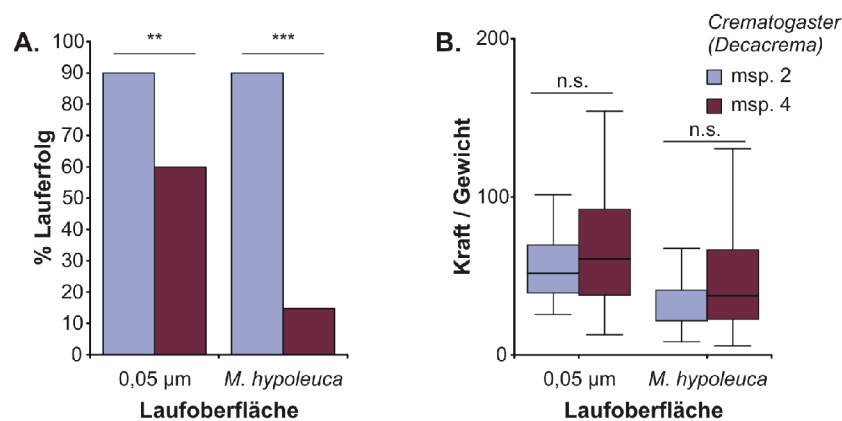 A.
% Lauferfolg
100
90
80
70
60
50
40
30
20
10
0
**
***
0,05 µm
M. hypoleuca
Laufoberfläche
B.
Kraft / Gewicht
200
100
0
n.s.
n.s.
0,05 µm
M. hypoleuca
Laufoberfläche
Crematogaster
(Decacrema)
msp. 2
msp. 4